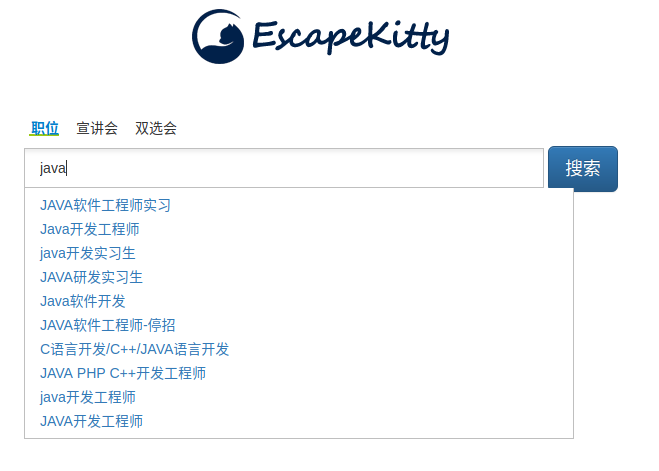 EscapeKitty
职位 宣讲会 双选会
java 搜索
JAVA软件工程师实习
Java开发工程师
java开发实习生
JAVA研发实习生
Java软件开发
JAVA软件工程师-停招
C语言开发/C++/JAVA语言开发
JAVA PHP C++开发工程师
java开发工程师
JAVA开发工程师